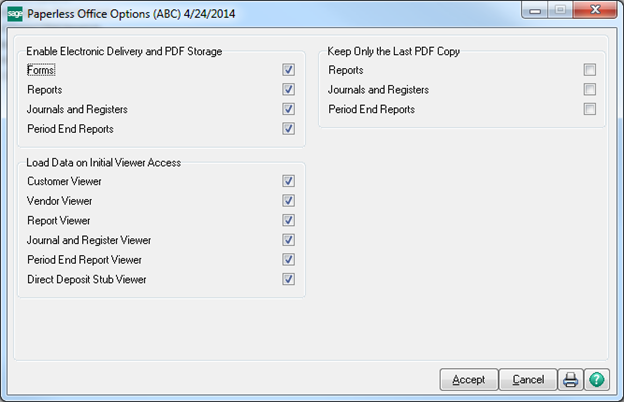 sage Paperless Office Options (ABC) 4/24/2014
Enable Electronic Delivery and PDF Storage
Forms
Reports
Journals and Registers
Period End Reports
Keep Only the Last PDF Copy
Reports
Journals and Registers
Period End Reports
Load Data on Initial Viewer Access
Customer Viewer
Vendor Viewer
Report Viewer
Journal and Register Viewer
Period End Report Viewer
Direct Deposit Stub Viewer
Accept Cancel ?